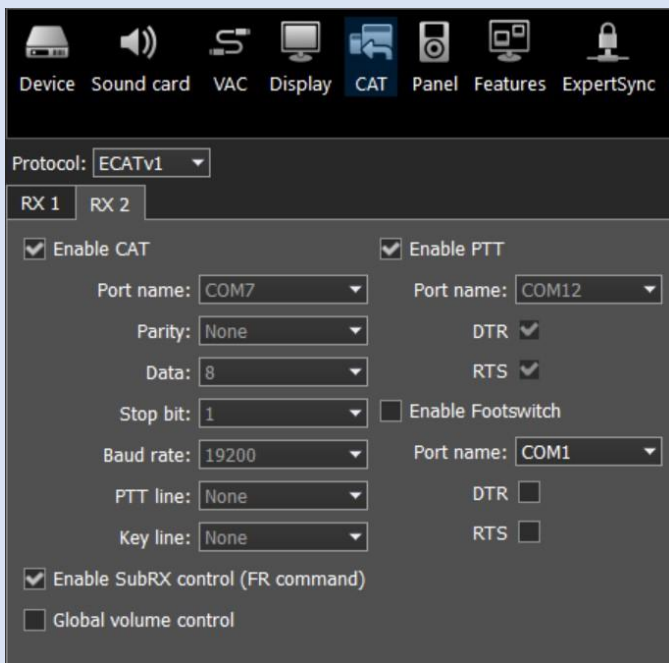 Device Sound card VAC Display CAT Panel Features ExpertSync
Protocol: ECATv1
RX 1 RX 2
Enable CAT
Port name: COM7
Parity: None
Data: 8
Stop bit: 1
Baud rate: 19200
PTT line: None
Key line: None
Enable SubRX control (FR command)
Global volume control
Enable PTT
Port name: COM12
DTR
RTS
Enable Footswitch
Port name: COM1
DTR
RTS